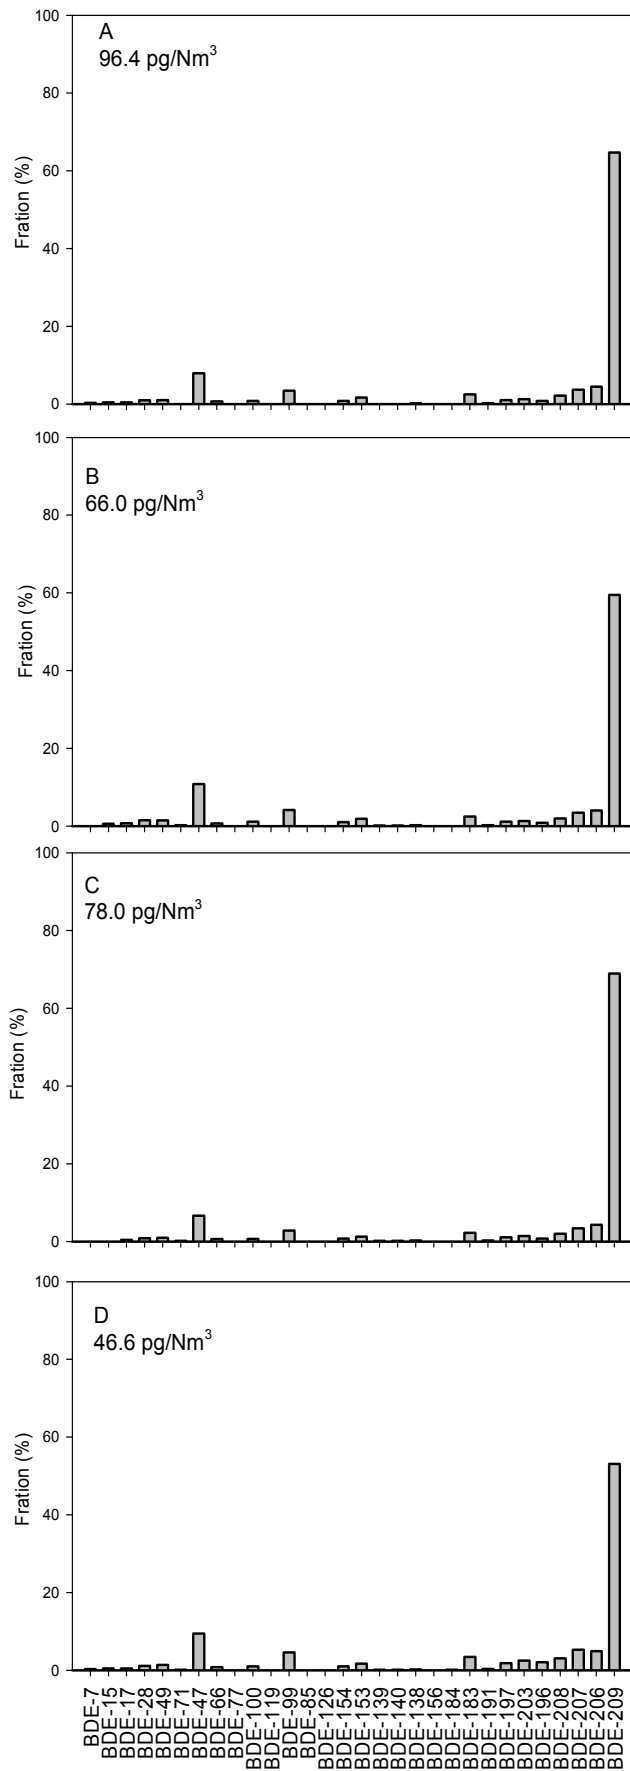 A
96.4 pg/Nm³
100
80
60
40
20
0
Fration (%)
B
66.0 pg/Nm³
100
80
60
40
20
0
Fration (%)
C
78.0 pg/Nm³
100
80
60
40
20
0
Fration (%)
D
46.6 pg/Nm³
100
80
60
40
20
0
Fration (%)
BDE-7
BDE-15
BDE-17
BDE-28
BDE-49
BDE-71
BDE-47
BDE-66
BDE-77
BDE-100
BDE-119
BDE-99
BDE-85
BDE-126
BDE-154
BDE-153
BDE-139
BDE-140
BDE-138
BDE-156
BDE-184
BDE-183
BDE-191
BDE-197
BDE-203
BDE-196
BDE-208
BDE-207
BDE-206
BDE-209